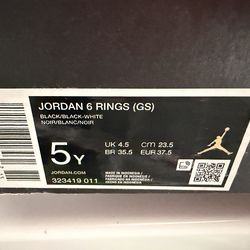 JORDAN 6 RINGS (GS)
BLACK/BLACK-WHITE
NOIR/BLANC/NOIR
5Y
UK 4.5 CM 23.5
BR 35.5 EUR 37.5
JORDAN.COM
323419 011
MADE IN INDONESIA /